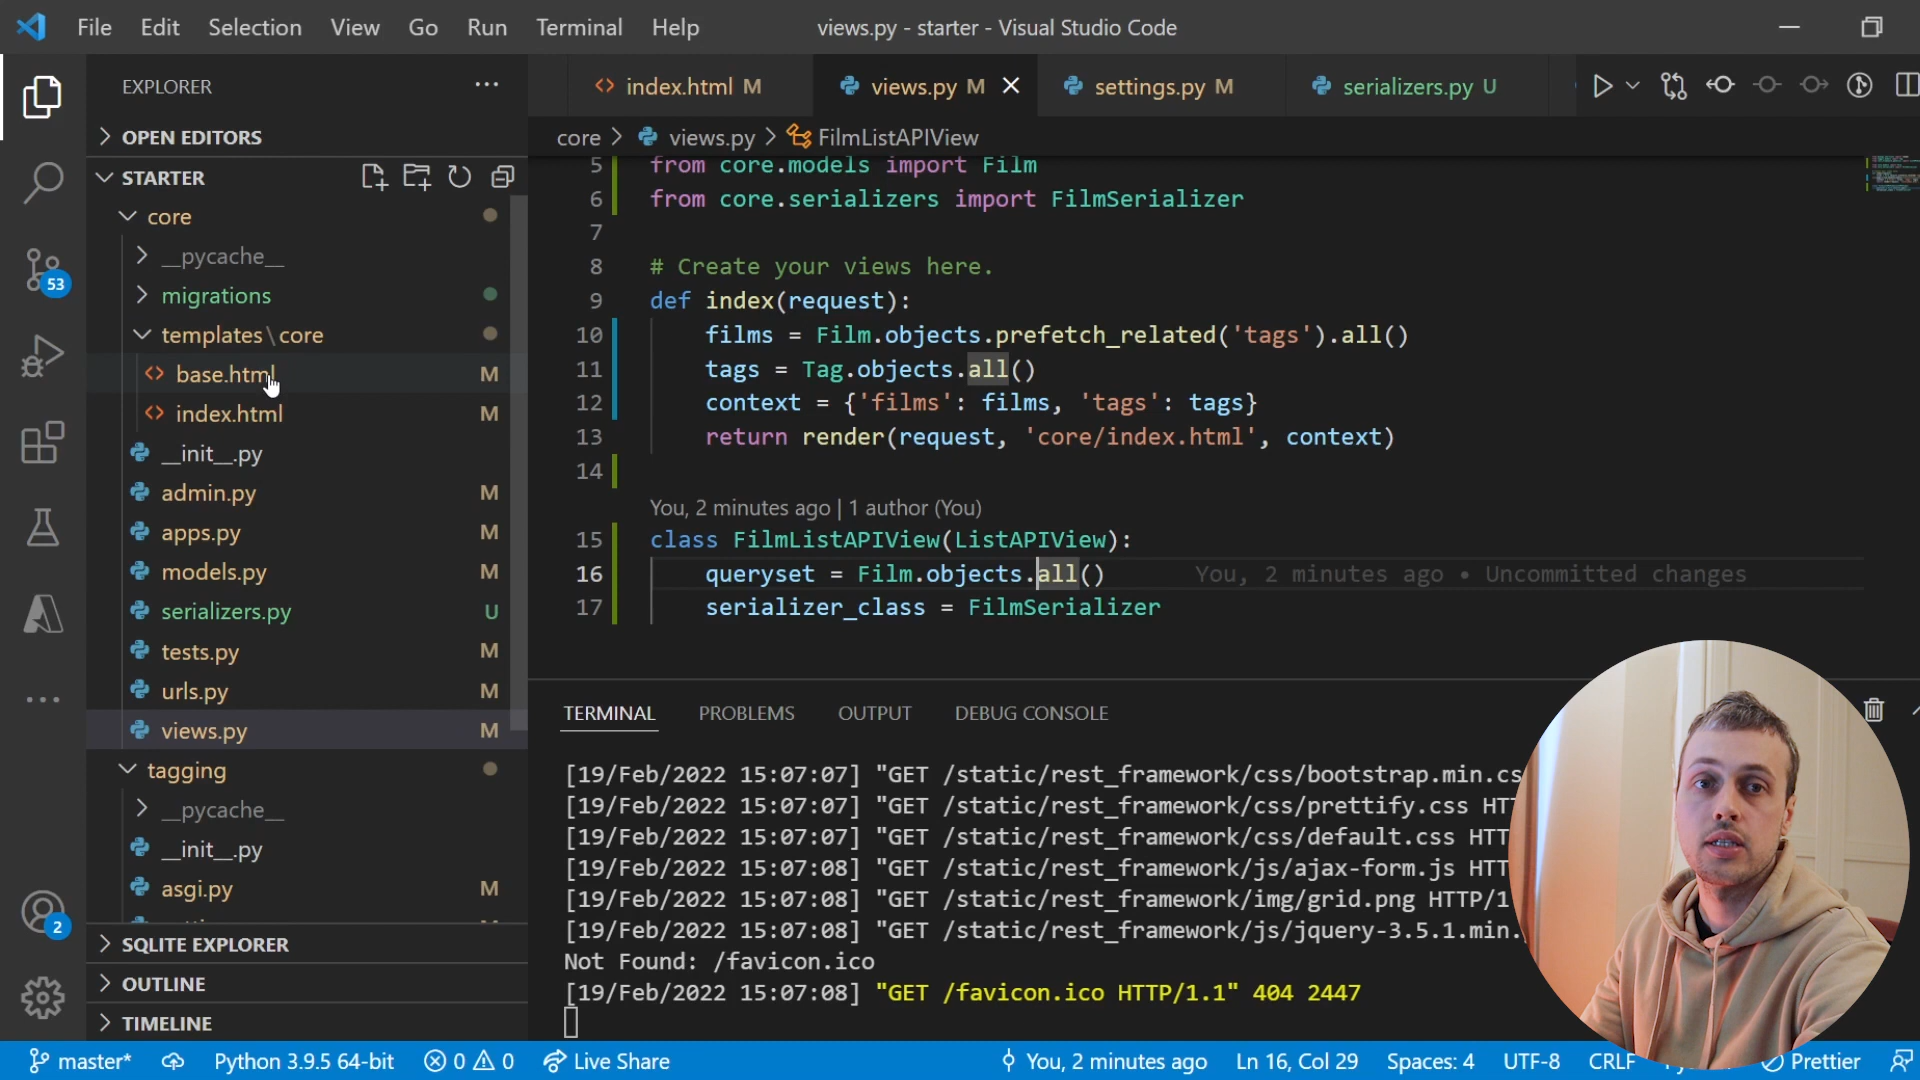 File Edit Selection View Go Run Terminal Help views.py - starter - Visual Studio Code
EXPLORER
index.html M
views.py M
settings.py M
serializers.py U
OPEN EDITORS
core > views.py > FilmListAPIView
STARTER
core
__pycache__
migrations
templates\core
base.html M
index.html M
__init__.py
admin.py M
apps.py M
models.py M
serializers.py U
tests.py M
urls.py M
views.py M
tagging
__pycache__
__init__.py
asgi.py M
SQLITE EXPLORER
OUTLINE
TIMELINE
53
2
5 from core.models import Film
6 from core.serializers import FilmSerializer
7
8 # Create your views here.
9 def index(request):
10 films = Film.objects.prefetch_related('tags').all()
11 tags = Tag.objects.all()
12 context = {'films': films, 'tags': tags}
13 return render(request, 'core/index.html', context)
14
You, 2 minutes ago | 1 author (You)
15 class FilmListAPIView(ListAPIView):
16 queryset = Film.objects.all() You, 2 minutes ago • Uncommitted changes
17 serializer_class = FilmSerializer
TERMINAL PROBLEMS OUTPUT DEBUG CONSOLE
[19/Feb/2022 15:07:07] "GET /static/rest_framework/css/bootstrap.min.cs
[19/Feb/2022 15:07:07] "GET /static/rest_framework/css/prettify.css HT
[19/Feb/2022 15:07:07] "GET /static/rest_framework/css/default.css HTT
[19/Feb/2022 15:07:08] "GET /static/rest_framework/js/ajax-form.js HTT
[19/Feb/2022 15:07:08] "GET /static/rest_framework/img/grid.png HTTP/1
[19/Feb/2022 15:07:08] "GET /static/rest_framework/js/jquery-3.5.1.min.
Not Found: /favicon.ico
[19/Feb/2022 15:07:08] "GET /favicon.ico HTTP/1.1" 404 2447
master* Python 3.9.5 64-bit 0 0 Live Share You, 2 minutes ago Ln 16, Col 29 Spaces: 4 UTF-8 CRLF Prettier